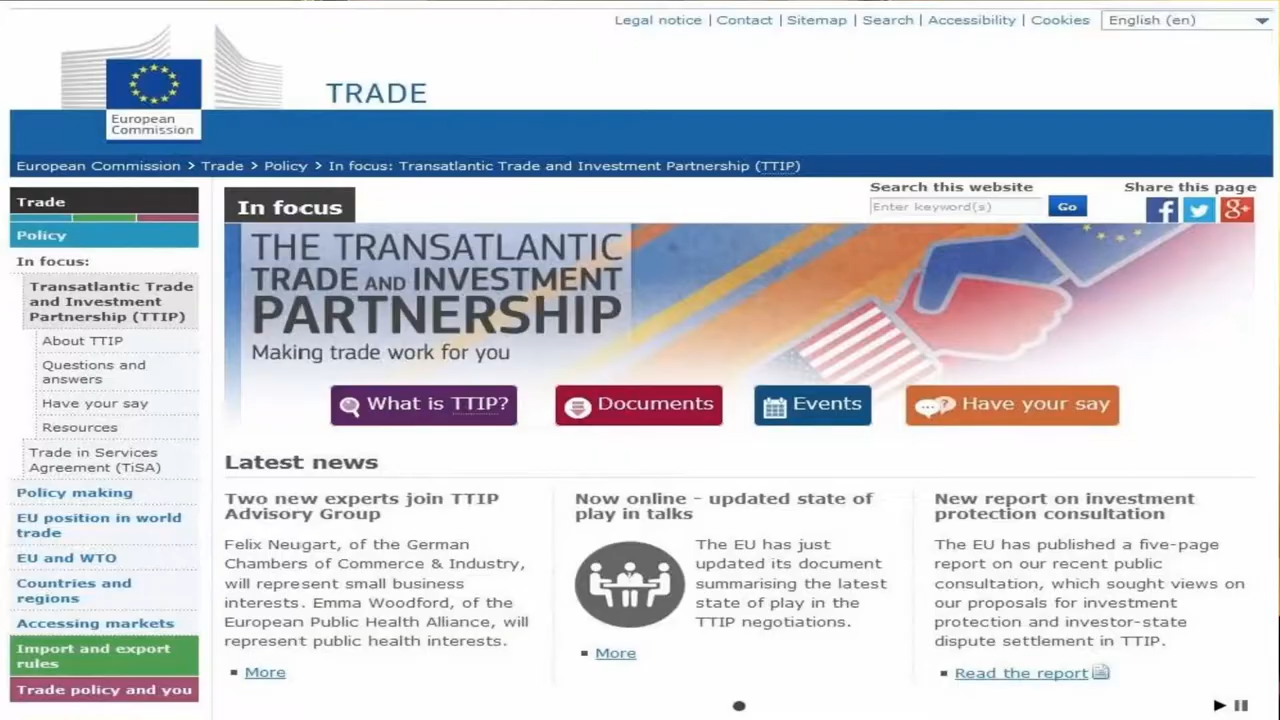 Legal notice | Contact | Sitemap | Search | Accessibility | Cookies
English (en)
European
Commission
TRADE
European Commission > Trade > Policy > In focus: Transatlantic Trade and Investment Partnership (TTIP)
Trade
Policy
In focus:
Transatlantic Trade
and Investment
Partnership (TTIP)
About TTIP
Questions and
answers
Have your say
Resources
Trade in Services
Agreement (TiSA)
Policy making
EU position in world
trade
EU and WTO
Countries and
regions
Accessing markets
Import and export
rules
Trade policy and you
In focus
Search this website
Enter keyword(s)
Go
Share this page
f
8+
THE TRANSATLANTIC
TRADE AND INVESTMENT
PARTNERSHIP
Making trade work for you
What is TTIP?
Documents
Events
Have your say
Latest news
Two new experts join TTIP
Advisory Group
Felix Neugart, of the German
Chambers of Commerce & Industry,
will represent small business
interests. Emma Woodford, of the
European Public Health Alliance, will
represent public health interests.
More
Now online - updated state of
play in talks
The EU has just
updated its document
summarising the latest
state of play in the
TTIP negotiations.
More
New report on investment
protection consultation
The EU has published a five-page
report on our recent public
consultation, which sought views on
our proposals for investment
protection and investor-state
dispute settlement in TTIP.
Read the report